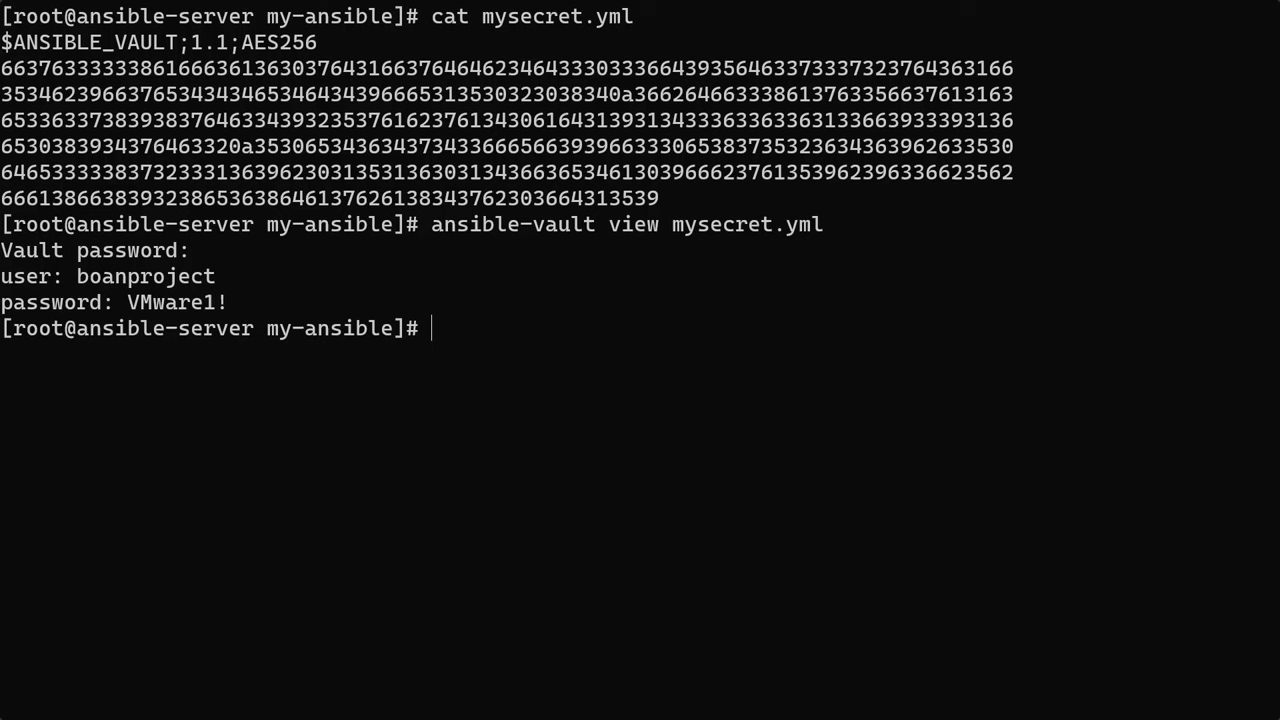 [root@ansible-server my-ansible]# cat mysecret.yml
$ANSIBLE_VAULT;1.1;AES256
66376333333861666361363037643166376464623464333033366439356463373337323764363166
3534623966376534343465346434396665313530323038340a366264663338613763356637613163
65336337383938376463343932353761623761343061643139313433363363363133663933393136
6530383934376463320a353065343634373433666566393966333065383735323634363962633530
64653333383732333136396230313531363031343663653461303966623761353962396336623562
6661386638393238653638646137626138343762303664313539
[root@ansible-server my-ansible]# ansible-vault view mysecret.yml
Vault password:
user: boanproject
password: VMware1!
[root@ansible-server my-ansible]#